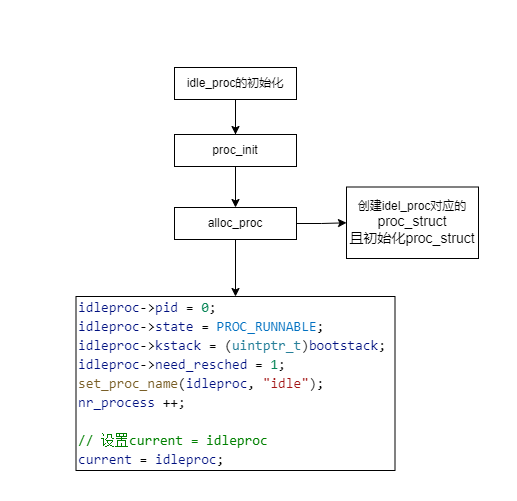 idle_proc的初始化
proc_init
alloc_proc
创建idel_proc对应的
proc_struct
且初始化proc_struct
idleproc->pid = 0;
idleproc->state = PROC_RUNNABLE;
idleproc->kstack = (uintptr_t)bootstack;
idleproc->need_resched = 1;
set_proc_name(idleproc, "idle");
nr_process ++;
// 设置current = idleproc
current = idleproc;